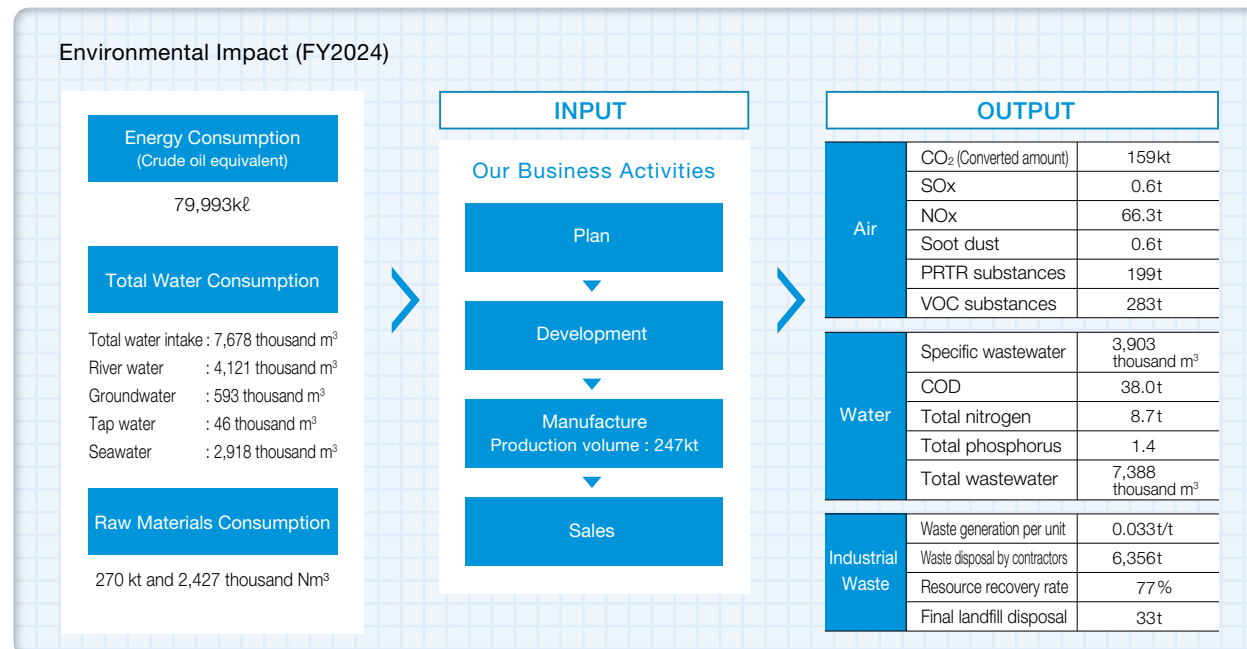 Environmental Impact (FY2024)
Energy Consumption
(Crude oil equivalent)
79,993kℓ
Total Water Consumption
Total water intake : 7,678 thousand m³
River water : 4,121 thousand m³
Groundwater : 593 thousand m³
Tap water : 46 thousand m³
Seawater : 2,918 thousand m³
Raw Materials Consumption
270 kt and 2,427 thousand Nm³
INPUT
Our Business Activities
Plan
Development
Manufacture
Production volume : 247kt
Sales
OUTPUT
Air
CO₂ (Converted amount) 159kt
SOx 0.6t
NOx 66.3t
Soot dust 0.6t
PRTR substances 199t
VOC substances 283t
Water
Specific wastewater 3,903
thousand m³
COD 38.0t
Total nitrogen 8.7t
Total phosphorus 1.4
Total wastewater 7,388
thousand m³
Industrial
Waste
Waste generation per unit 0.033t/t
Waste disposal by contractors 6,356t
Resource recovery rate 77%
Final landfill disposal 33t